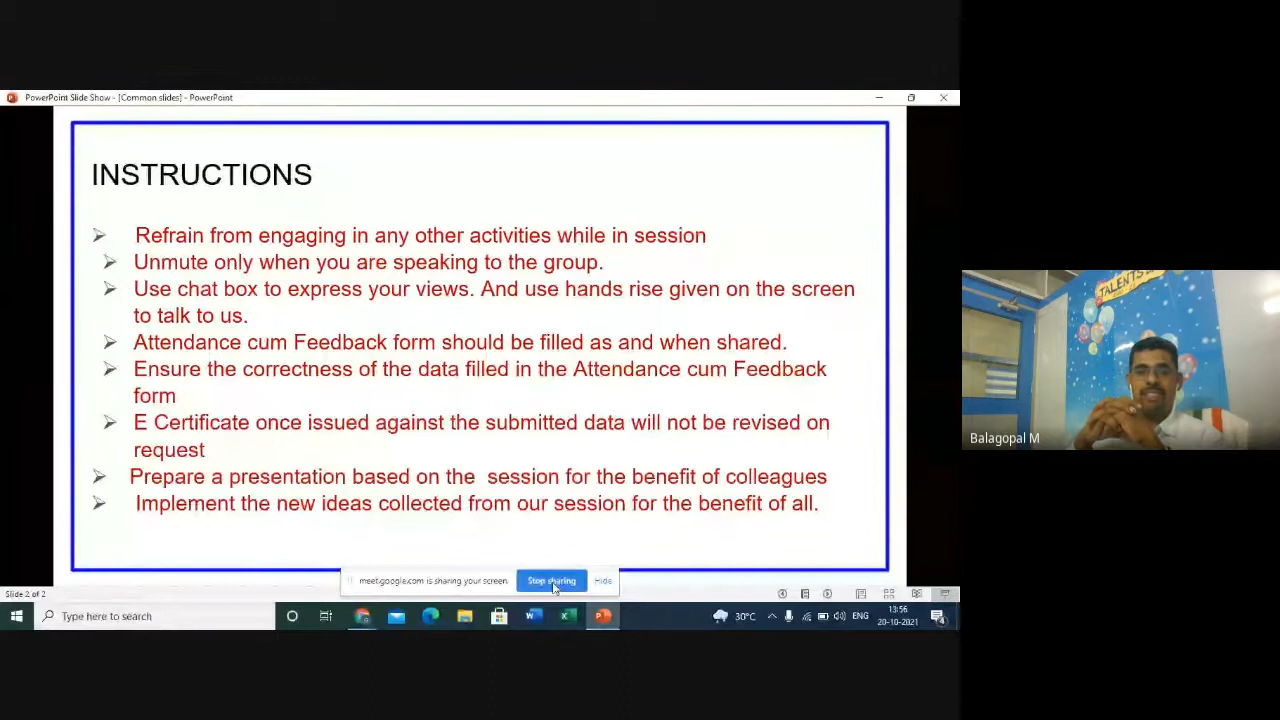 PowerPoint Slide Show - [Common slides] - PowerPoint
INSTRUCTIONS
Refrain from engaging in any other activities while in session
Unmute only when you are speaking to the group.
Use chat box to express your views. And use hands rise given on the screen
to talk to us.
Attendance cum Feedback form should be filled as and when shared.
Ensure the correctness of the data filled in the Attendance cum Feedback
form
E Certificate once issued against the submitted data will not be revised on
request
Prepare a presentation based on the session for the benefit of colleagues
Implement the new ideas collected from our session for the benefit of all.
meet.google.com is sharing your screen
Stop sharing
Hide
Slide 2 of 2
Type here to search
30°C
ENG
13:56
20-10-2021
4
TALENTS
Balagopal M